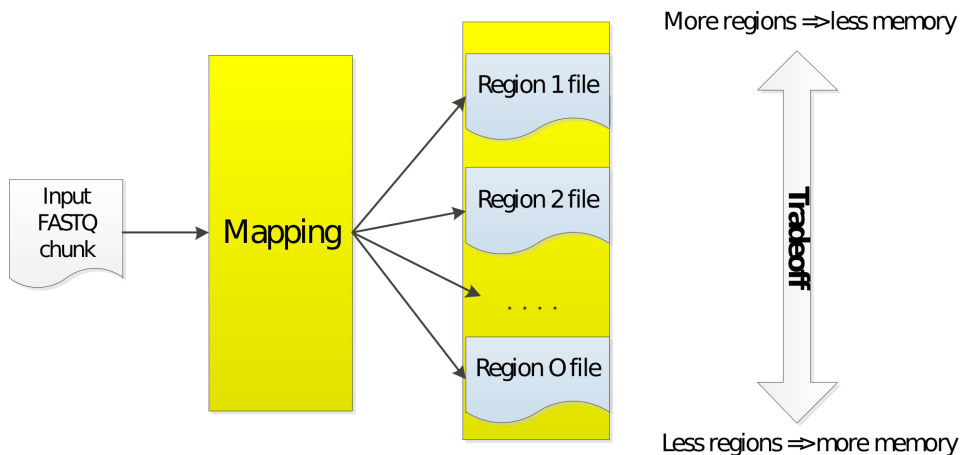 Input
FASTQ
chunk
Mapping
Region 1 file
Region 2 file
. . . .
Region O file
More regions => less memory
Tradeoff
Less regions => more memory